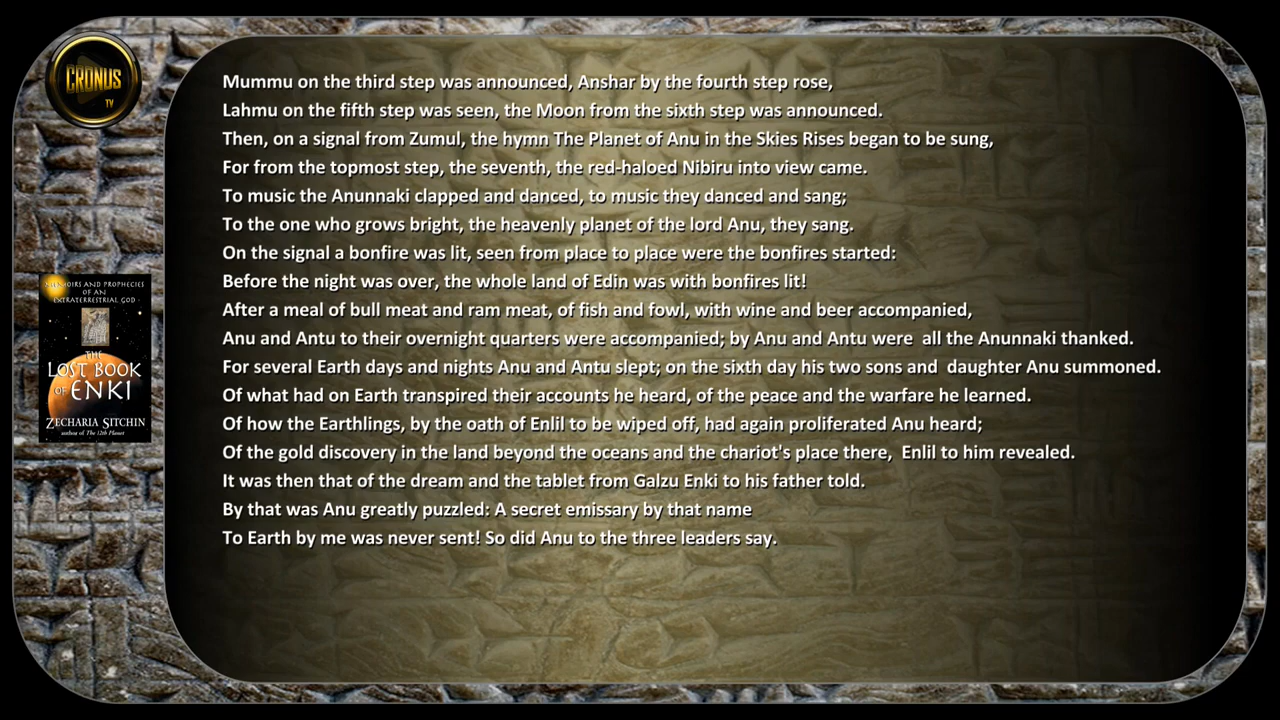 CRONUS
TV
Mummu on the third step was announced, Anshar by the fourth step rose,
Lahmu on the fifth step was seen, the Moon from the sixth step was announced.
Then, on a signal from Zumul, the hymn The Planet of Anu in the Skies Rises began to be sung,
For from the topmost step, the seventh, the red-haloed Nibiru into view came.
To music the Anunnaki clapped and danced, to music they danced and sang;
To the one who grows bright, the heavenly planet of the lord Anu, they sang.
On the signal a bonfire was lit, seen from place to place were the bonfires started:
Before the night was over, the whole land of Edin was with bonfires lit!
After a meal of bull meat and ram meat, of fish and fowl, with wine and beer accompanied,
Anu and Antu to their overnight quarters were accompanied; by Anu and Antu were  all the Anunnaki thanked.
For several Earth days and nights Anu and Antu slept; on the sixth day his two sons and  daughter Anu summoned.
Of what had on Earth transpired their accounts he heard, of the peace and the warfare he learned.
Of how the Earthlings, by the oath of Enlil to be wiped off, had again proliferated Anu heard;
Of the gold discovery in the land beyond the oceans and the chariot's place there,  Enlil to him revealed.
It was then that of the dream and the tablet from Galzu Enki to his father told.
By that was Anu greatly puzzled: A secret emissary by that name
To Earth by me was never sent! So did Anu to the three leaders say.
MEMOIRS AND PROPHECIES
OF AN
EXTRATERRESTRIAL GOD
THE
LOST BOOK
OF ENKI
ZECHARIA SITCHIN
author of The 12th Planet